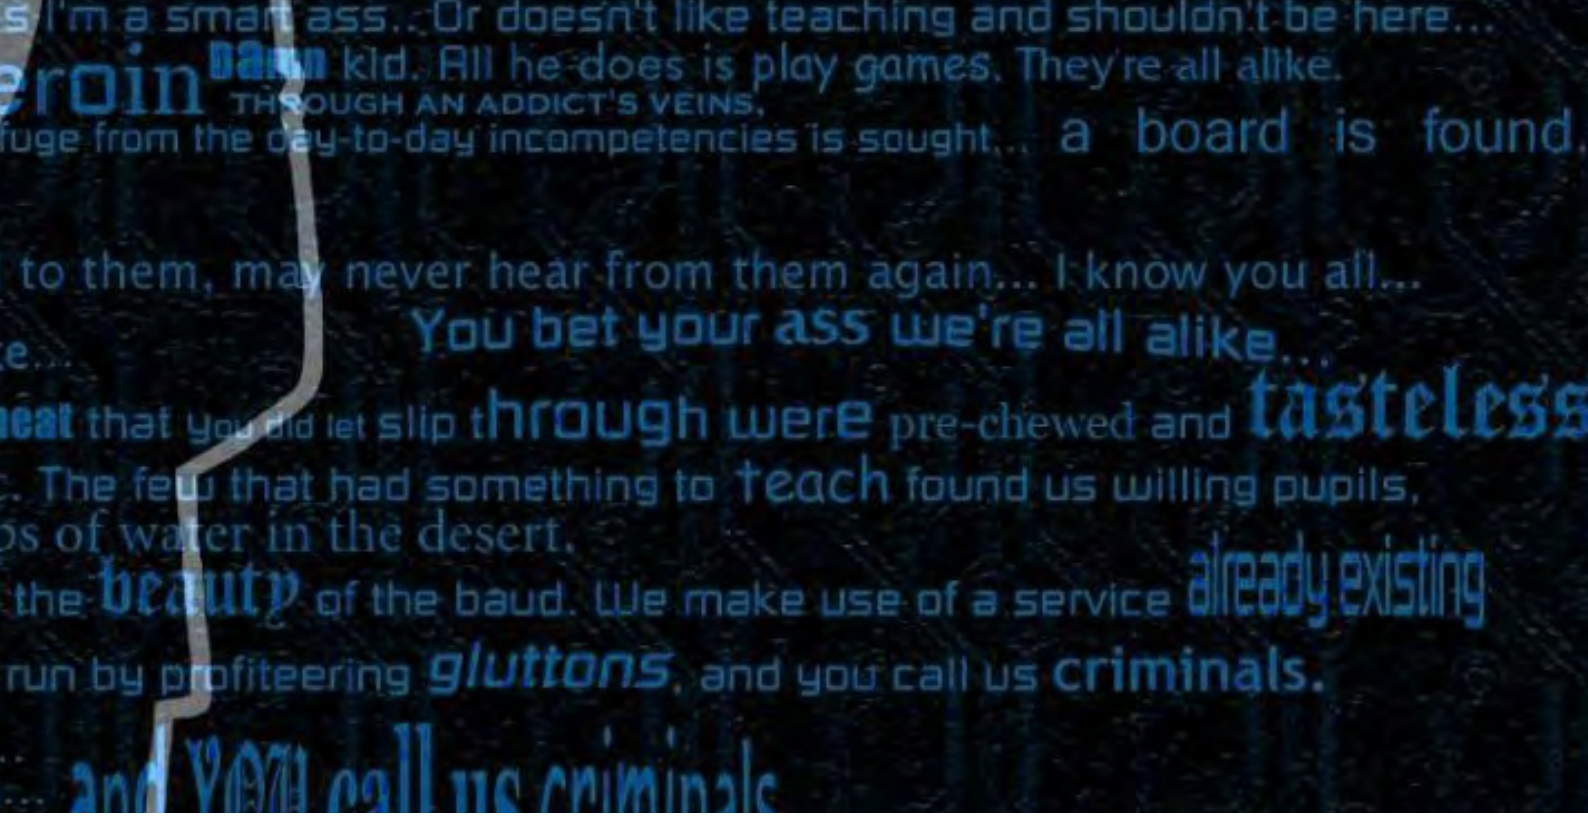 s I'm a smart ass... Or doesn't like teaching and shouldn't be here...
eroin Damn kid. All he does is play games. They're all alike.
THROUGH AN ADDICT'S VEINS,
fuge from the day-to-day incompetencies is sought... a board is found.
to them, may never hear from them again... I know you all...
You bet your ass we're all alike...
ke...
meat that you did let slip through were pre-chewed and tasteless
c. The few that had something to teach found us willing pupils,
ps of water in the desert.
the beauty of the baud. We make use of a service already existing
run by profiteering gluttons, and you call us criminals.
...
... and YOU call us criminals